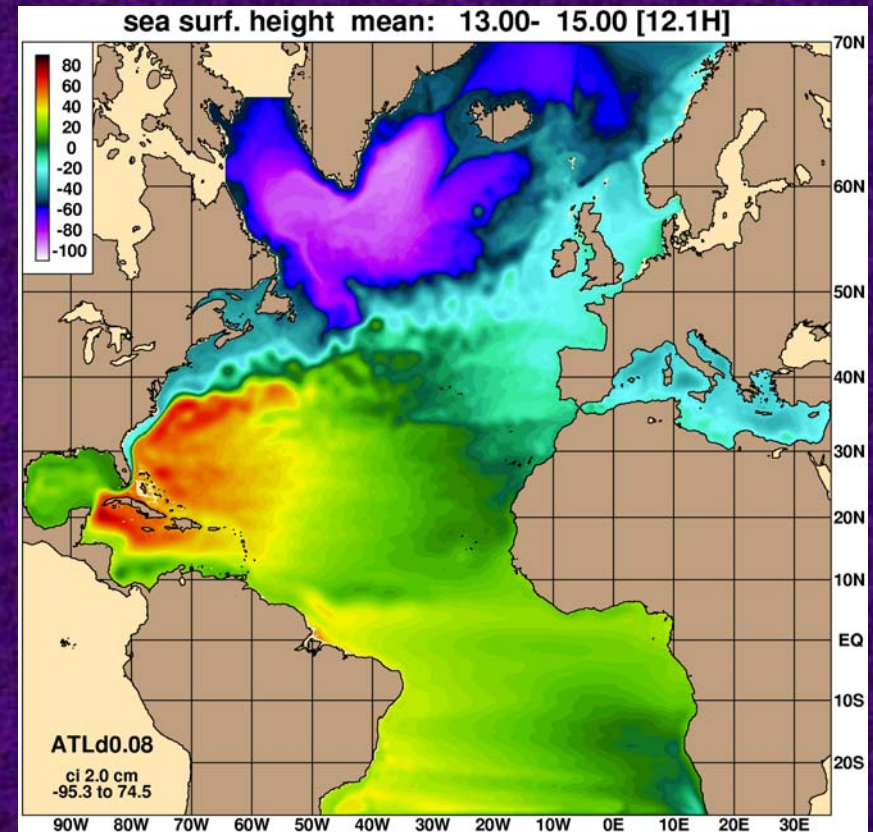 sea surf. height mean: 13.00- 15.00 [12.1H]
80
60
40
20
0
-20
-40
-60
-80
-100
70N
60N
50N
40N
30N
20N
10N
EQ
10S
20S
ATLd0.08
ci 2.0 cm
-95.3 to 74.5
90W 80W 70W 60W 50W 40W 30W 20W 10W 0E 10E 20E 30E